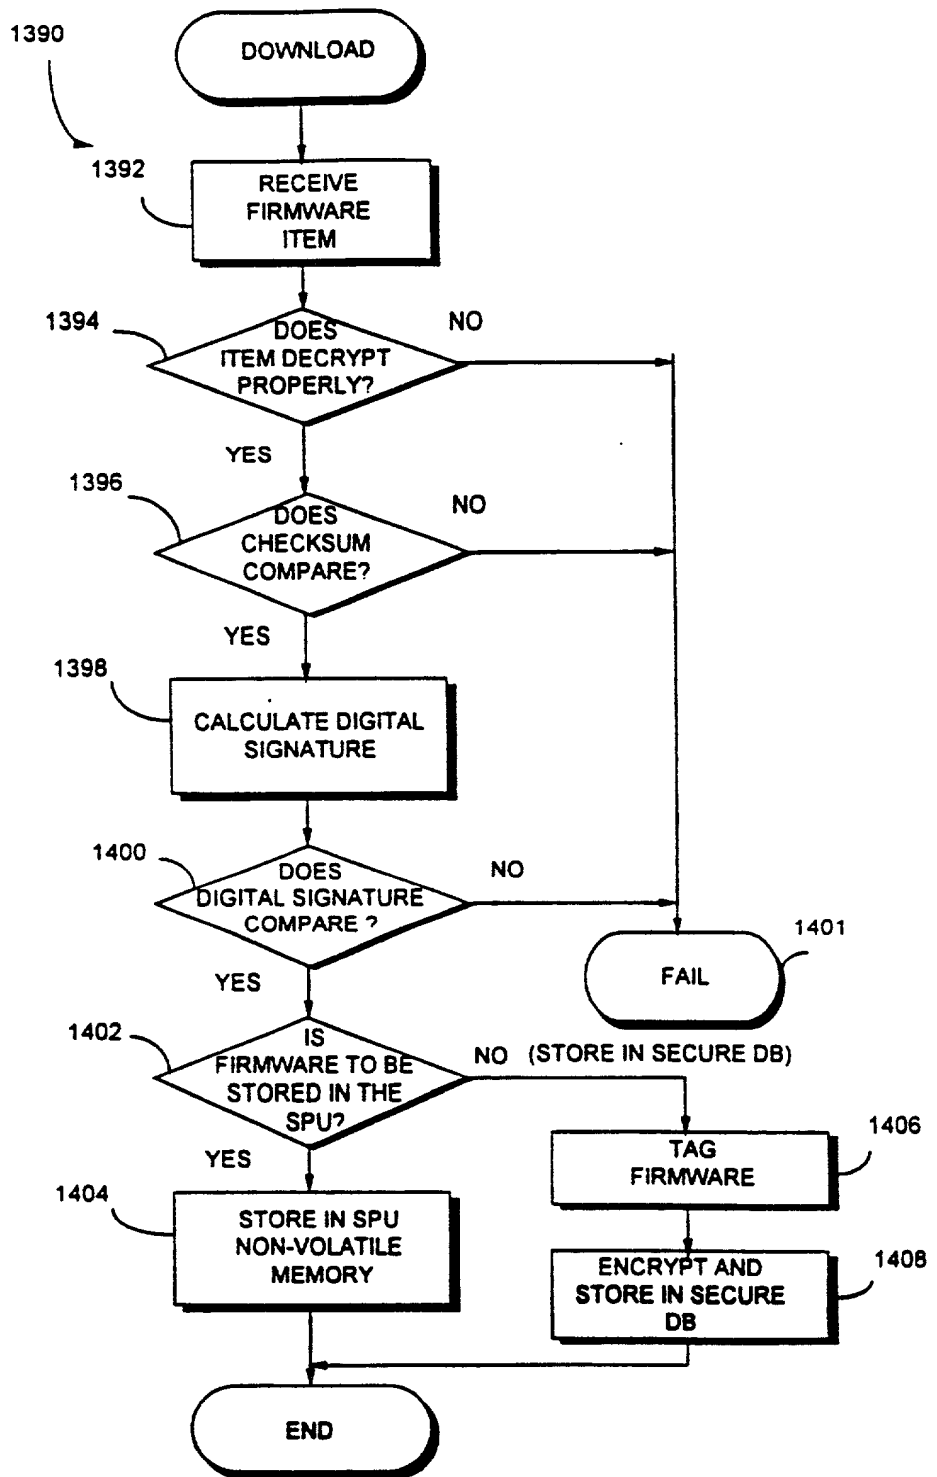 1390
DOWNLOAD
1392
RECEIVE
FIRMWARE
ITEM
1394
DOES
ITEM DECRYPT
PROPERLY?
NO
YES
1396
DOES
CHECKSUM
COMPARE?
NO
YES
1398
CALCULATE DIGITAL
SIGNATURE
1400
DOES
DIGITAL SIGNATURE
COMPARE ?
NO
1401
FAIL
YES
1402
IS
FIRMWARE TO BE
STORED IN THE
SPU?
NO (STORE IN SECURE DB)
YES
1404
STORE IN SPU
NON-VOLATILE
MEMORY
1406
TAG
FIRMWARE
1408
ENCRYPT AND
STORE IN SECURE
DB
END